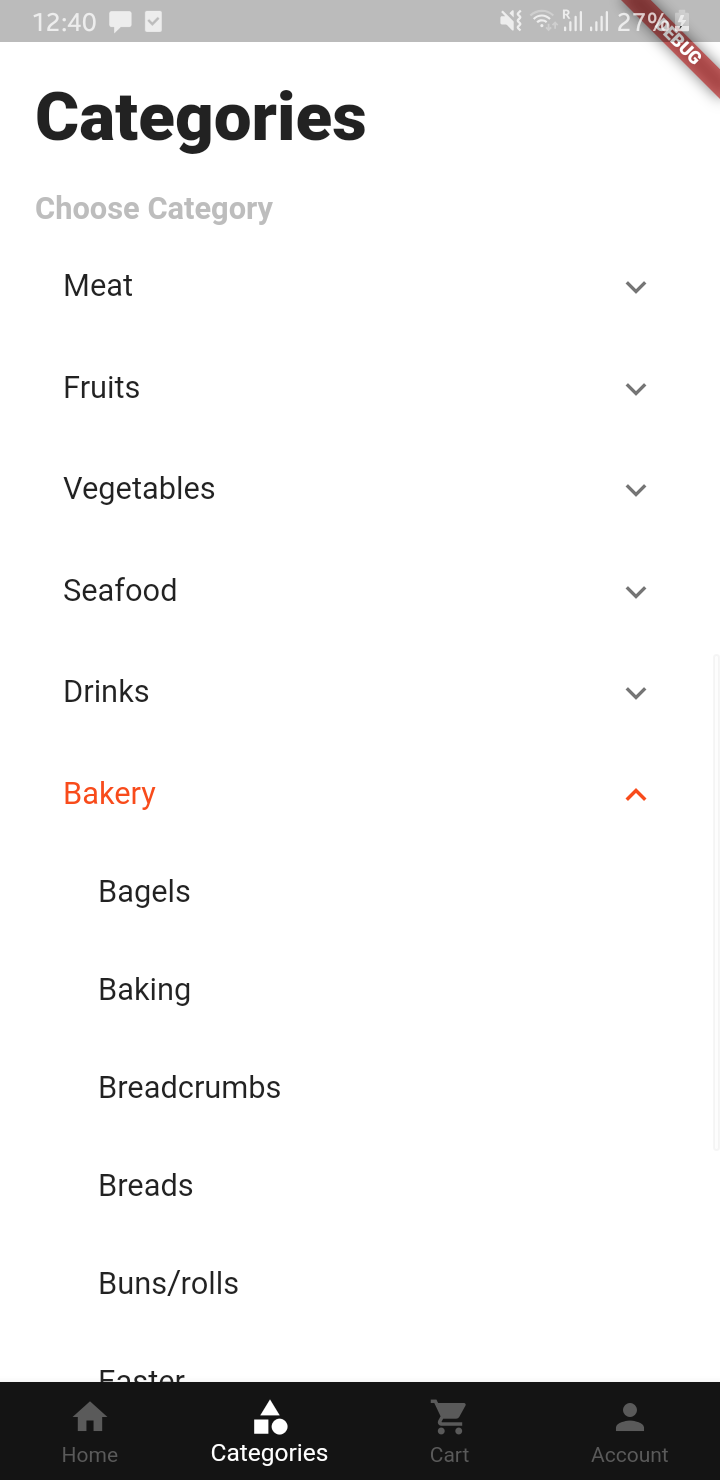 12:40 R 27%
DEBUG
Categories
Choose Category
Meat
Fruits
Vegetables
Seafood
Drinks
Bakery
Bagels
Baking
Breadcrumbs
Breads
Buns/rolls
Easter
Home Categories Cart Account